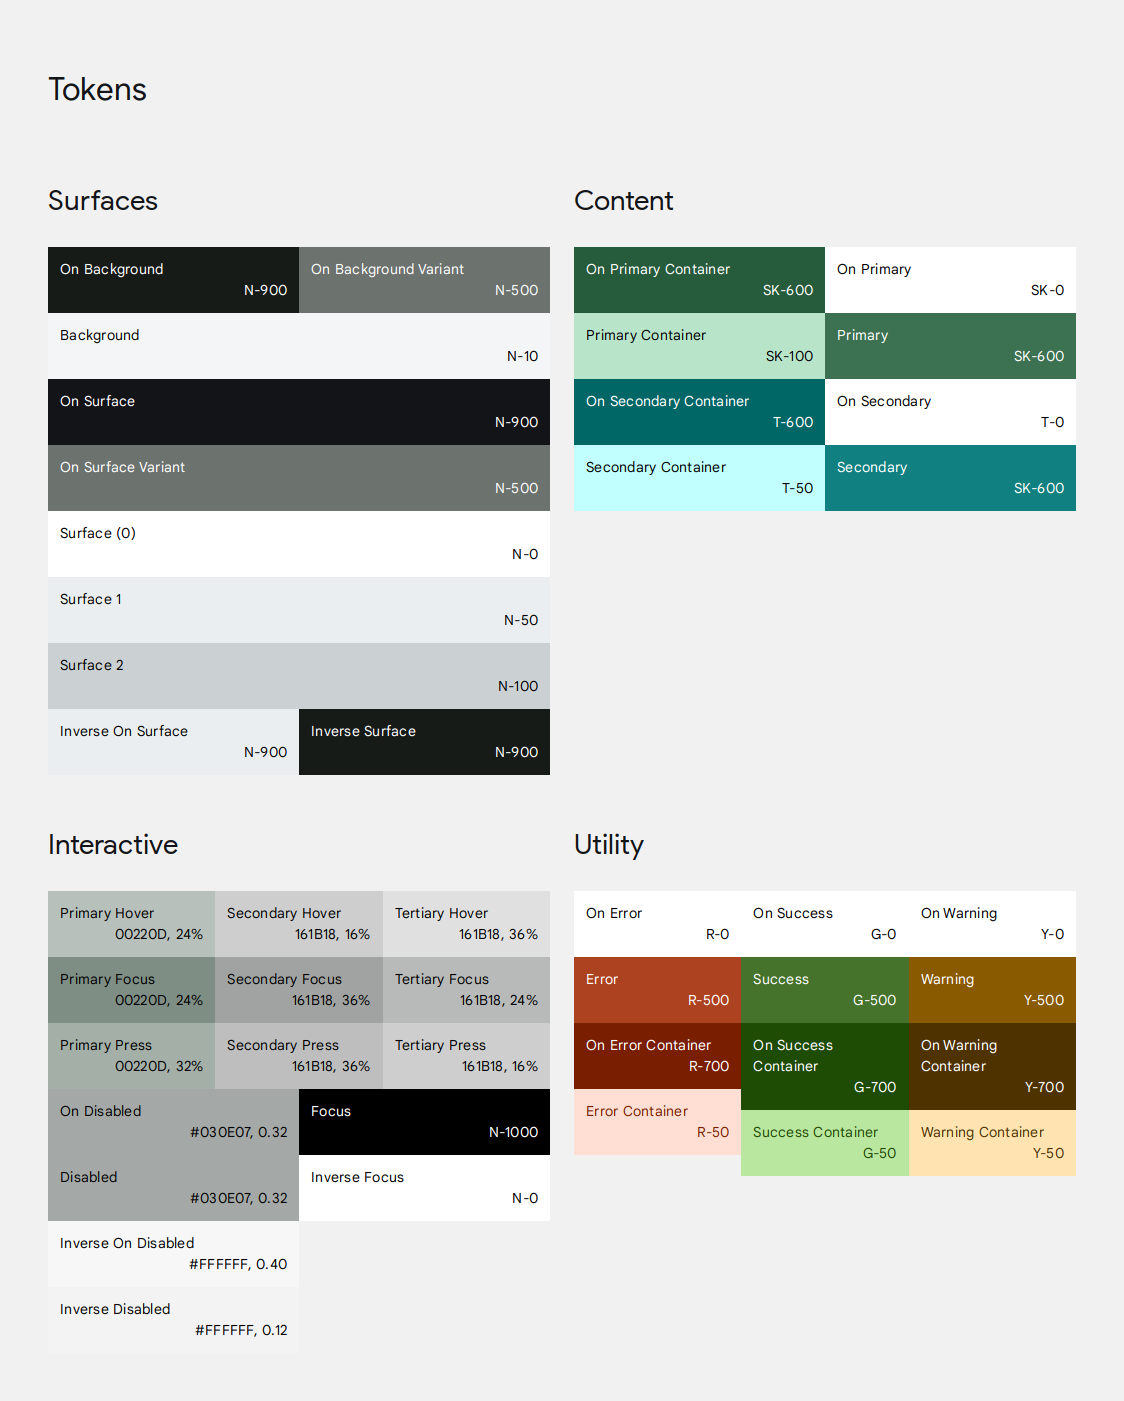 Tokens
Surfaces
On Background
N-900
On Background Variant
N-500
Background
N-10
On Surface
N-900
On Surface Variant
N-500
Surface (0)
N-0
Surface 1
N-50
Surface 2
N-100
Inverse On Surface
N-900
Inverse Surface
N-900
Content
On Primary Container
SK-600
On Primary
SK-0
Primary Container
SK-100
Primary
SK-600
On Secondary Container
T-600
On Secondary
T-0
Secondary Container
T-50
Secondary
SK-600
Interactive
Primary Hover
00220D, 24%
Secondary Hover
161B18, 16%
Tertiary Hover
161B18, 36%
Primary Focus
00220D, 24%
Secondary Focus
161B18, 36%
Tertiary Focus
161B18, 24%
Primary Press
00220D, 32%
Secondary Press
161B18, 36%
Tertiary Press
161B18, 16%
On Disabled
#030E07, 0.32
Focus
N-1000
Disabled
#030E07, 0.32
Inverse Focus
N-0
Inverse On Disabled
#FFFFFF, 0.40
Inverse Disabled
#FFFFFF, 0.12
Utility
On Error
R-0
On Success
G-0
On Warning
Y-0
Error
R-500
Success
G-500
Warning
Y-500
On Error Container
R-700
On Success
Container
G-700
On Warning
Container
Y-700
Error Container
R-50
Success Container
G-50
Warning Container
Y-50